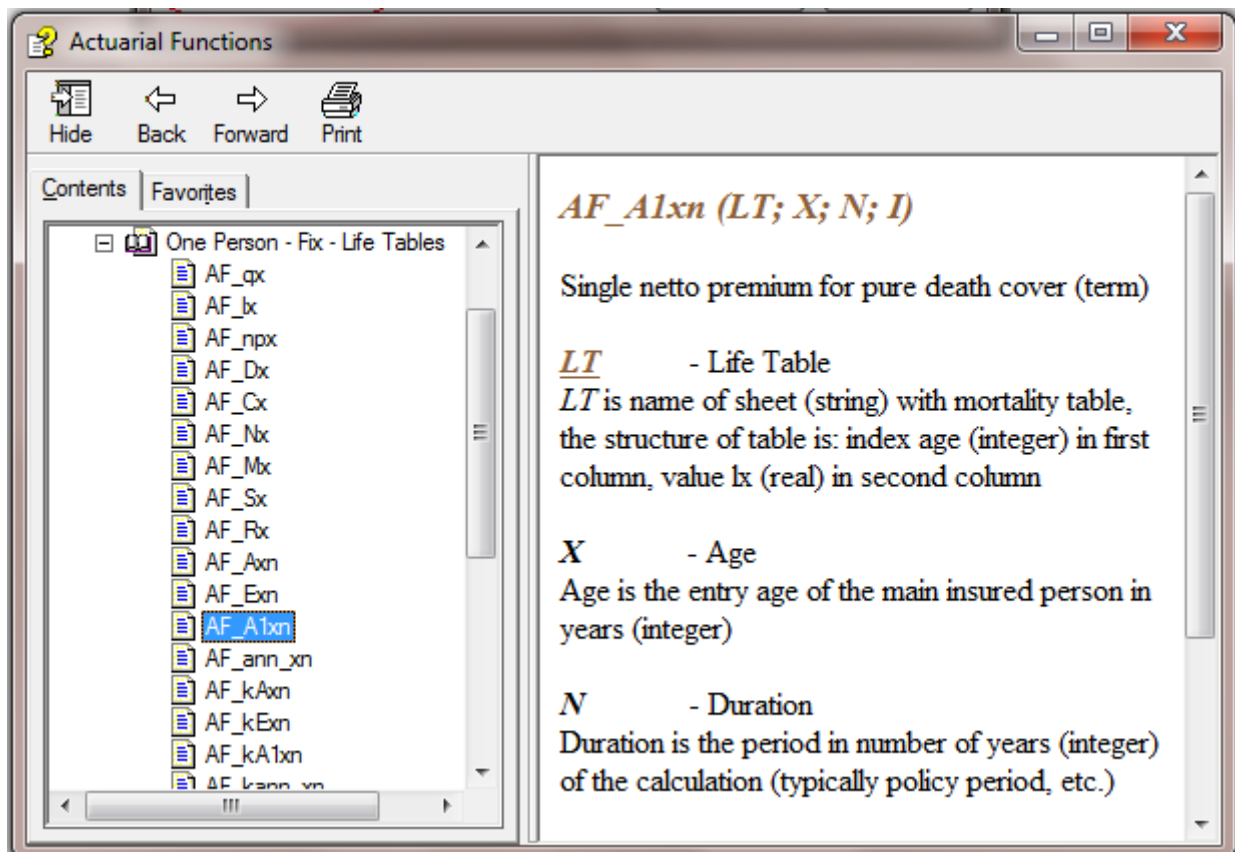 Actuarial Functions
Hide Back Forward Print
Contents Favorites
One Person - Fix - Life Tables
AF_qx
AF_lx
AF_npx
AF_Dx
AF_Cx
AF_Nx
AF_Mx
AF_Sx
AF_Rx
AF_Axn
AF_Exn
AF_A1xn
AF_ann_xn
AF_kAxn
AF_kExn
AF_kA1xn
AF_kann_xn
AF_A1xn (LT; X; N; I)
Single netto premium for pure death cover (term)
LT - Life Table
LT is name of sheet (string) with mortality table,
the structure of table is: index age (integer) in first
column, value lx (real) in second column
X - Age
Age is the entry age of the main insured person in
years (integer)
N - Duration
Duration is the period in number of years (integer)
of the calculation (typically policy period, etc.)